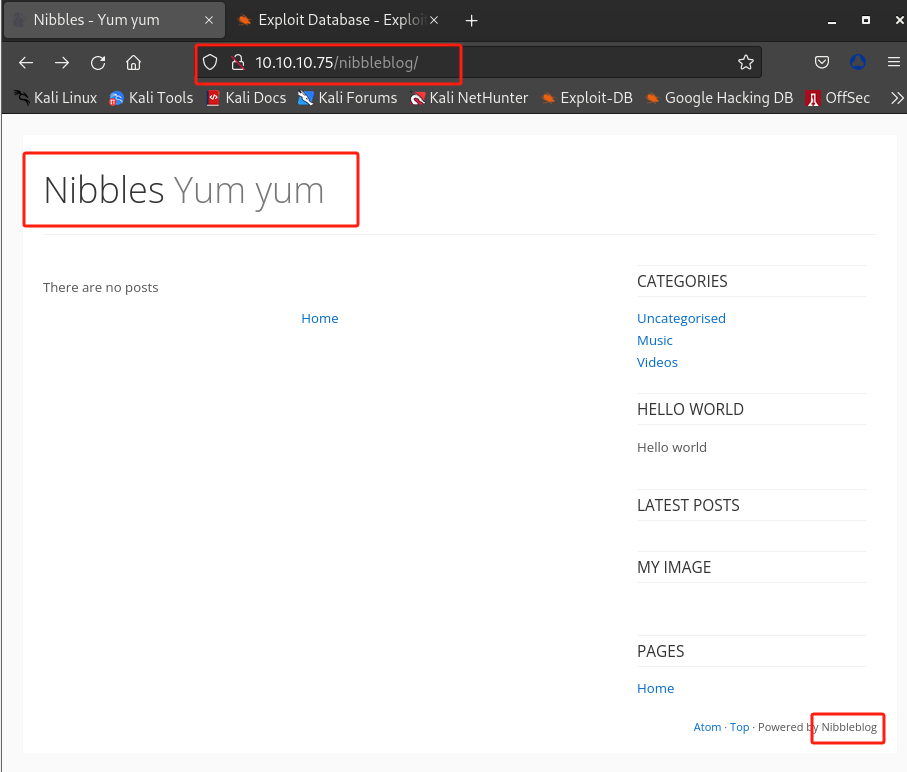 Nibbles - Yum yum × Exploit Database - Exploi ×
10.10.10.75/nibbleblog/
Kali Linux Kali Tools Kali Docs Kali Forums Kali NetHunter Exploit-DB Google Hacking DB OffSec
Nibbles Yum yum
There are no posts
Home
CATEGORIES
Uncategorised
Music
Videos
HELLO WORLD
Hello world
LATEST POSTS
MY IMAGE
PAGES
Home
Atom · Top · Powered by Nibbleblog